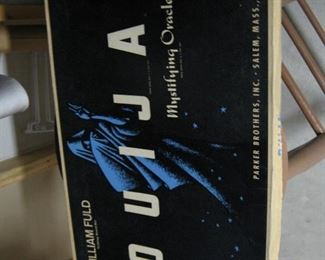 WILLIAM FULD
OUIJA
Mystifying Oracle
PARKER BROTHERS, INC. · SALEM, MASS.,